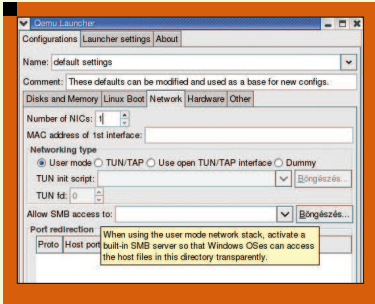 Qemu Launcher
Configurations Launcher settings About
Name: default settings
Comment: These defaults can be modified and used as a base for new configs.
Disks and Memory Linux Boot Network Hardware Other
Number of NICs: 1
MAC address of 1st interface:
Networking type
User mode TUN/TAP Use open TUN/TAP interface Dummy
TUN init script: Böngészés...
TUN fd: 0
Allow SMB access to: Böngészés...
Port redirection
Proto Host port
When using the user mode network stack, activate a
built-in SMB server so that Windows OSes can access
the host files in this directory transparently.